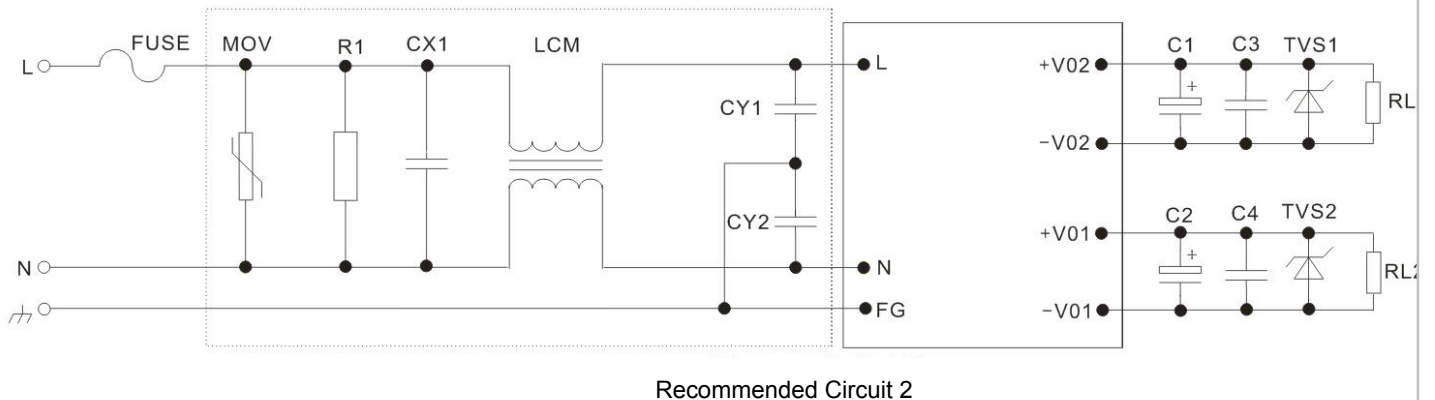 FUSE MOV R1 CX1 LCM C1 C3 TVS1
L L +V02
CY1 RL
−V02
CY2 C2 C4 TVS2
+V01
N N RL2
FG −V01
Recommended Circuit 2